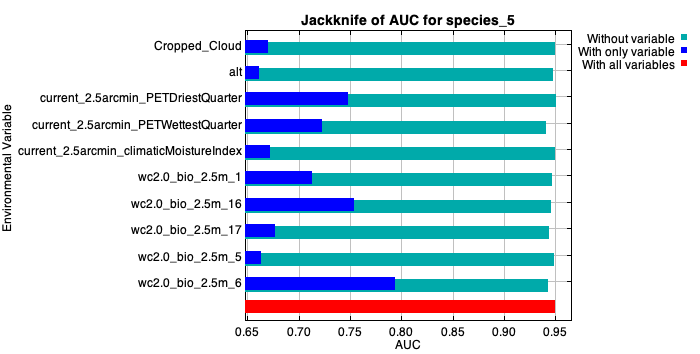 Jackknife of AUC for species_5
Without variable
With only variable
With all variables
Environmental Variable
Cropped_Cloud
alt
current_2.5arcmin_PETDriestQuarter
current_2.5arcmin_PETWettestQuarter
current_2.5arcmin_climaticMoistureIndex
wc2.0_bio_2.5m_1
wc2.0_bio_2.5m_16
wc2.0_bio_2.5m_17
wc2.0_bio_2.5m_5
wc2.0_bio_2.5m_6
0.65 0.70 0.75 0.80 0.85 0.90 0.95
AUC